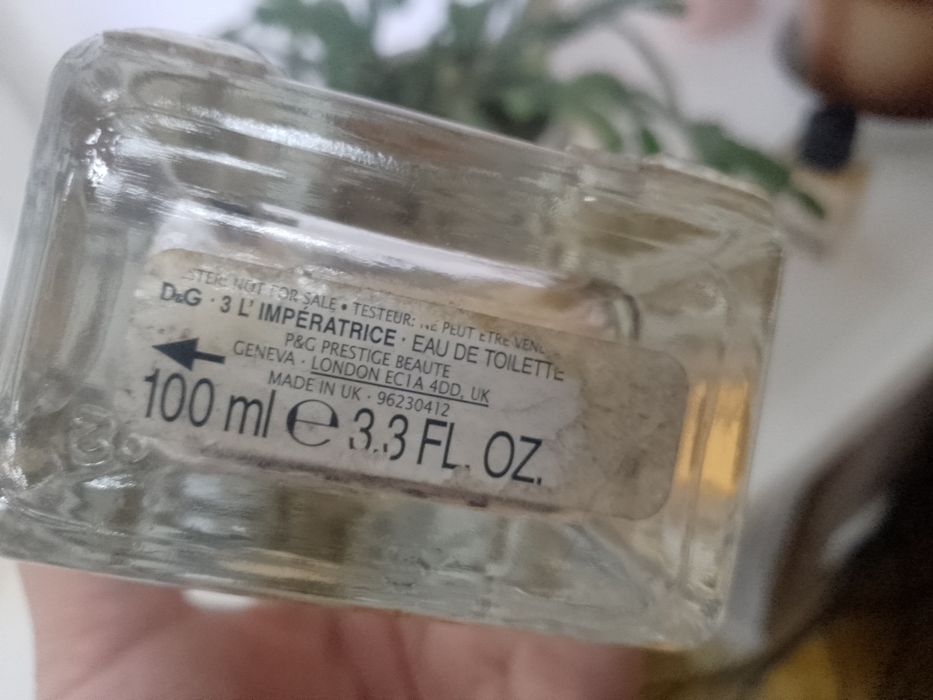 NOT FOR SALE • TESTEUR: NE PEUT ETRE
D&G · 3 L' IMPÉRATRICE · EAU DE TOILETTE
P&G PRESTIGE BEAUTE
GENEVA · LONDON EC1A 4DD, UK
MADE IN UK · 96230412
100 ml e 3.3 FL. OZ.